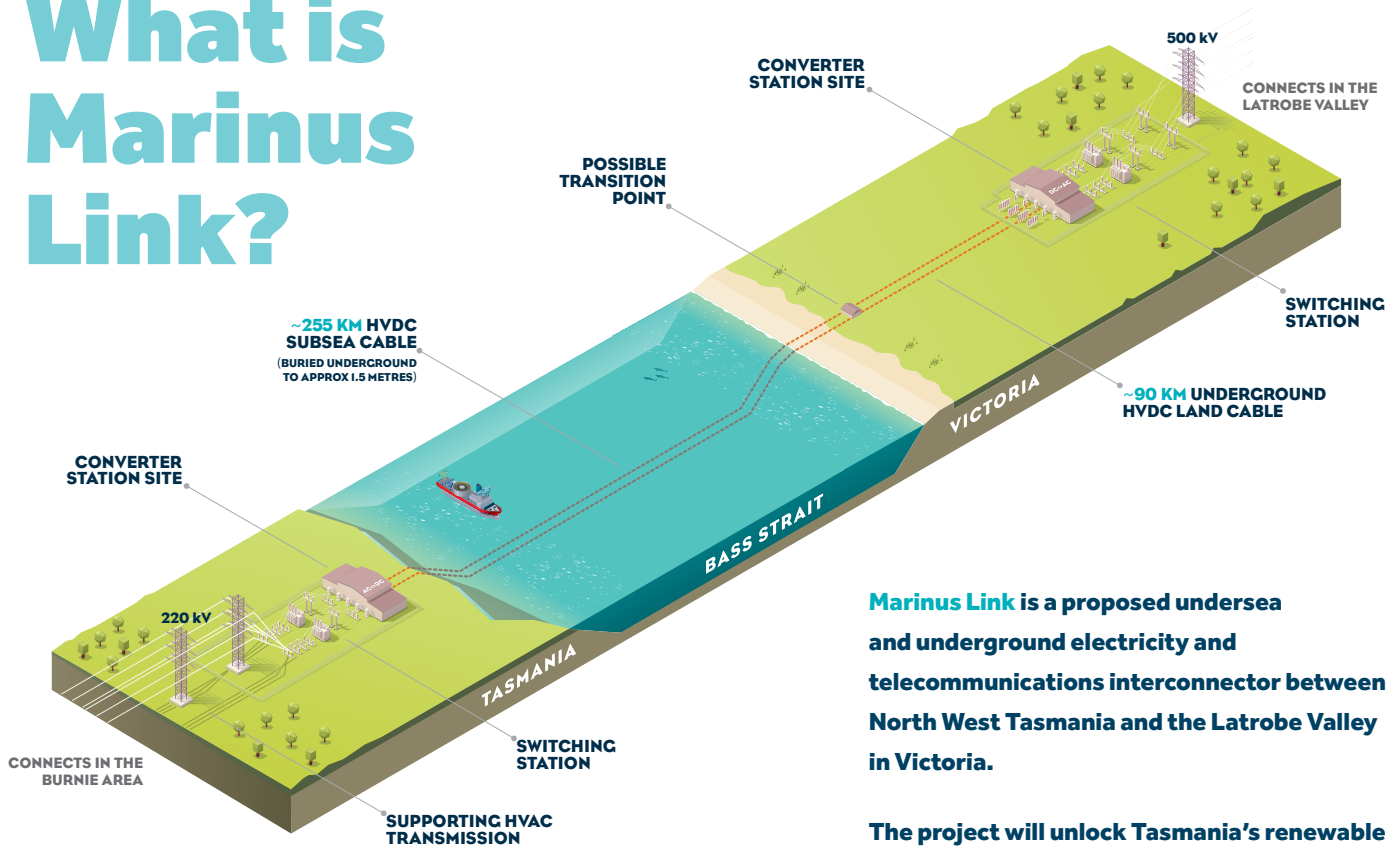 What is
Marinus
Link?
500 kV
CONNECTS IN THE
LATROBE VALLEY
CONVERTER
STATION SITE
POSSIBLE
TRANSITION
POINT
DC AC
SWITCHING
STATION
~255 KM HVDC
SUBSEA CABLE
(BURIED UNDERGROUND
TO APPROX 1.5 METRES)
~90 KM UNDERGROUND
HVDC LAND CABLE
VICTORIA
BASS STRAIT
TASMANIA
CONVERTER
STATION SITE
AC DC
220 kV
CONNECTS IN THE
BURNIE AREA
SWITCHING
STATION
SUPPORTING HVAC
TRANSMISSION
Marinus Link is a proposed undersea
and underground electricity and
telecommunications interconnector between
North West Tasmania and the Latrobe Valley
in Victoria.
The project will unlock Tasmania’s renewable